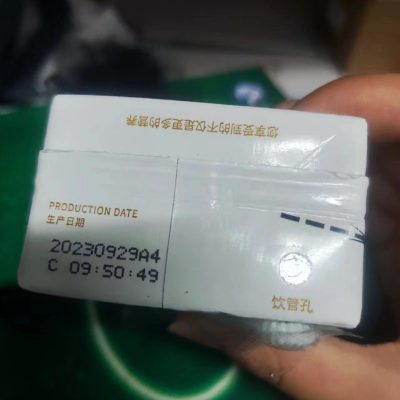 您享受到的不仅是更多的营养
PRODUCTION DATE
生产日期
20230929A4
C 09:50:49
饮管孔